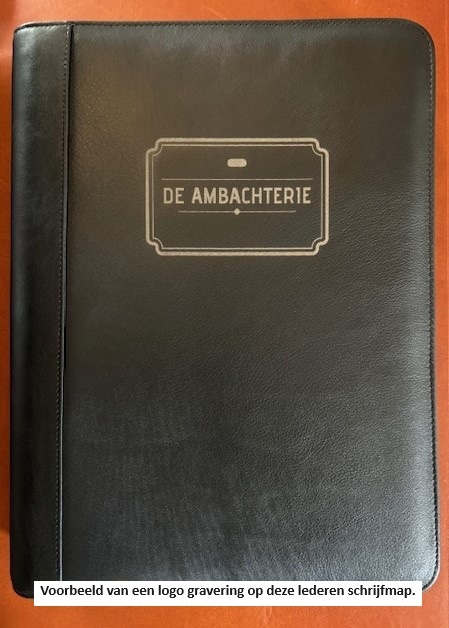 DE AMBACHTERIE
Voorbeeld van een logo gravering op deze lederen schrijfmap.